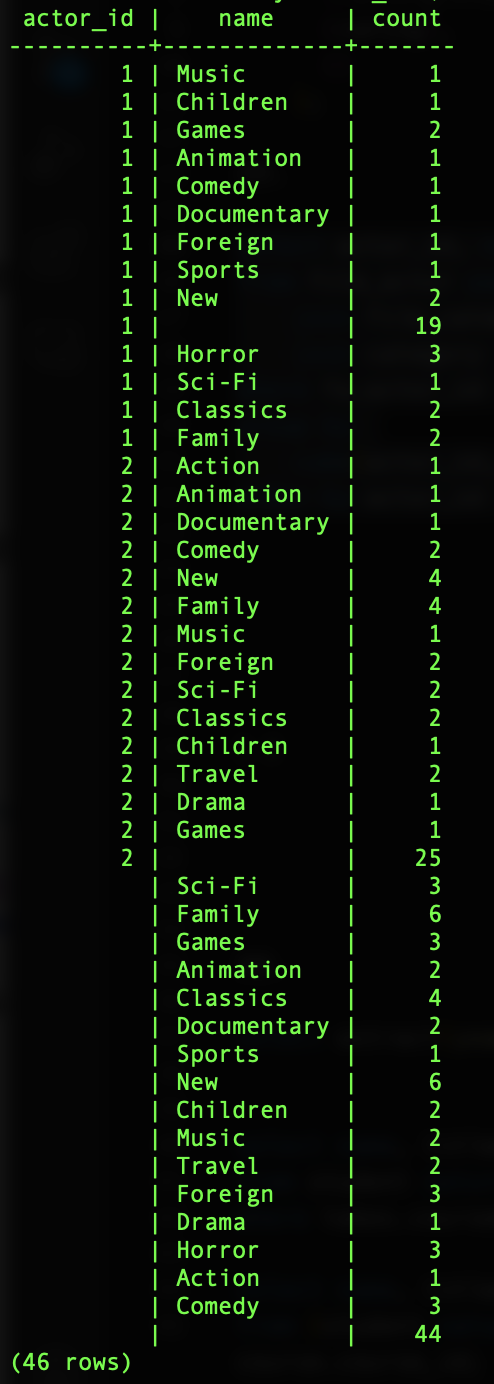 actor_id |    name     | count
----------+-------------+-------
        1 | Music       |     1
        1 | Children    |     1
        1 | Games       |     2
        1 | Animation   |     1
        1 | Comedy      |     1
        1 | Documentary |     1
        1 | Foreign     |     1
        1 | Sports      |     1
        1 | New         |     2
        1 |             |    19
        1 | Horror      |     3
        1 | Sci-Fi      |     1
        1 | Classics    |     2
        1 | Family      |     2
        2 | Action      |     1
        2 | Animation   |     1
        2 | Documentary |     1
        2 | Comedy      |     2
        2 | New         |     4
        2 | Family      |     4
        2 | Music       |     1
        2 | Foreign     |     2
        2 | Sci-Fi      |     2
        2 | Classics    |     2
        2 | Children    |     1
        2 | Travel      |     2
        2 | Drama       |     1
        2 | Games       |     1
        2 |             |    25
          | Sci-Fi      |     3
          | Family      |     6
          | Games       |     3
          | Animation   |     2
          | Classics    |     4
          | Documentary |     2
          | Sports      |     1
          | New         |     6
          | Children    |     2
          | Music       |     2
          | Travel      |     2
          | Foreign     |     3
          | Drama       |     1
          | Horror      |     3
          | Action      |     1
          | Comedy      |     3
          |             |    44
(46 rows)